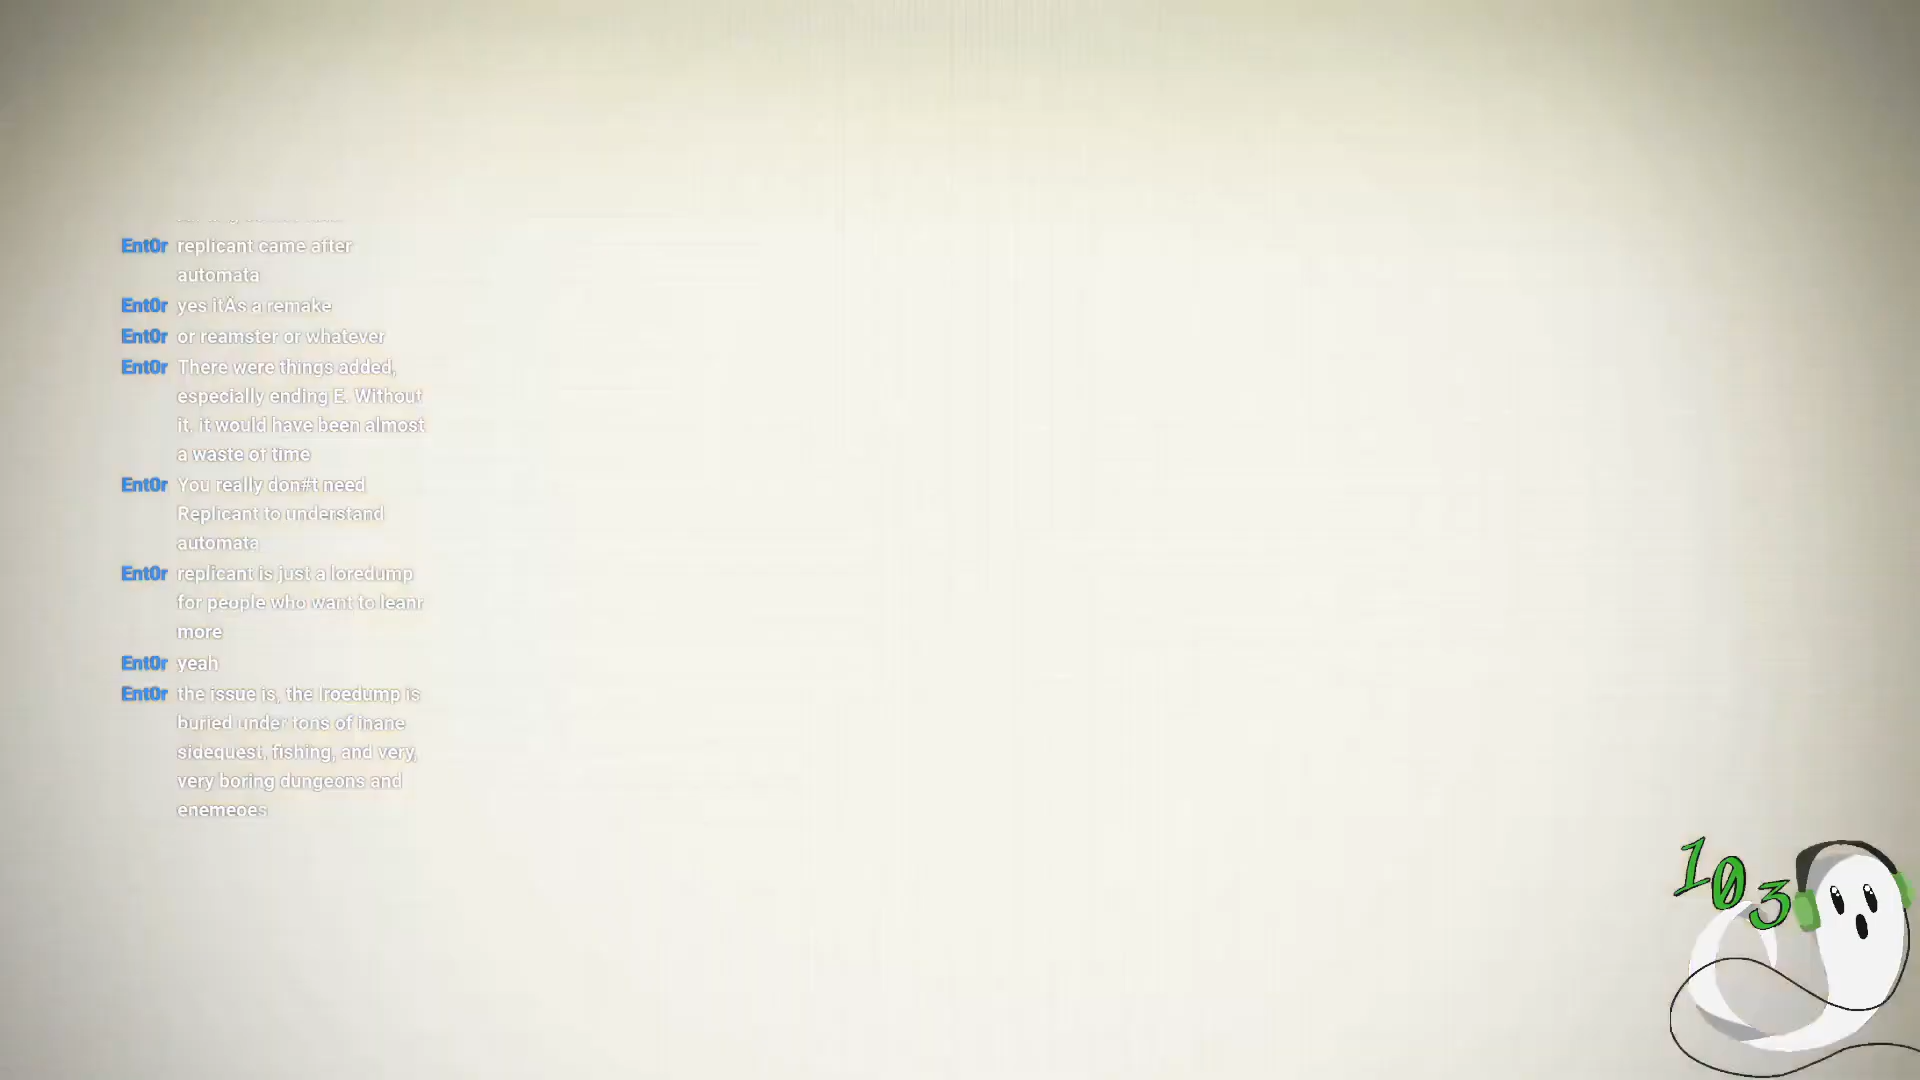 Ent0r replicant came after
automata
Ent0r yes itÄs a remake
Ent0r or reamster or whatever
Ent0r There were things added,
especially ending E. Without
it, it would have been almost
a waste of time
Ent0r You really don#t need
Replicant to understand
automata
Ent0r replicant is just a loredump
for people who want to leanr
more
Ent0r yeah
Ent0r the issue is, the lroedump is
buried under tons of inane
sidequest, fishing, and very,
very boring dungeons and
enemeoes
103